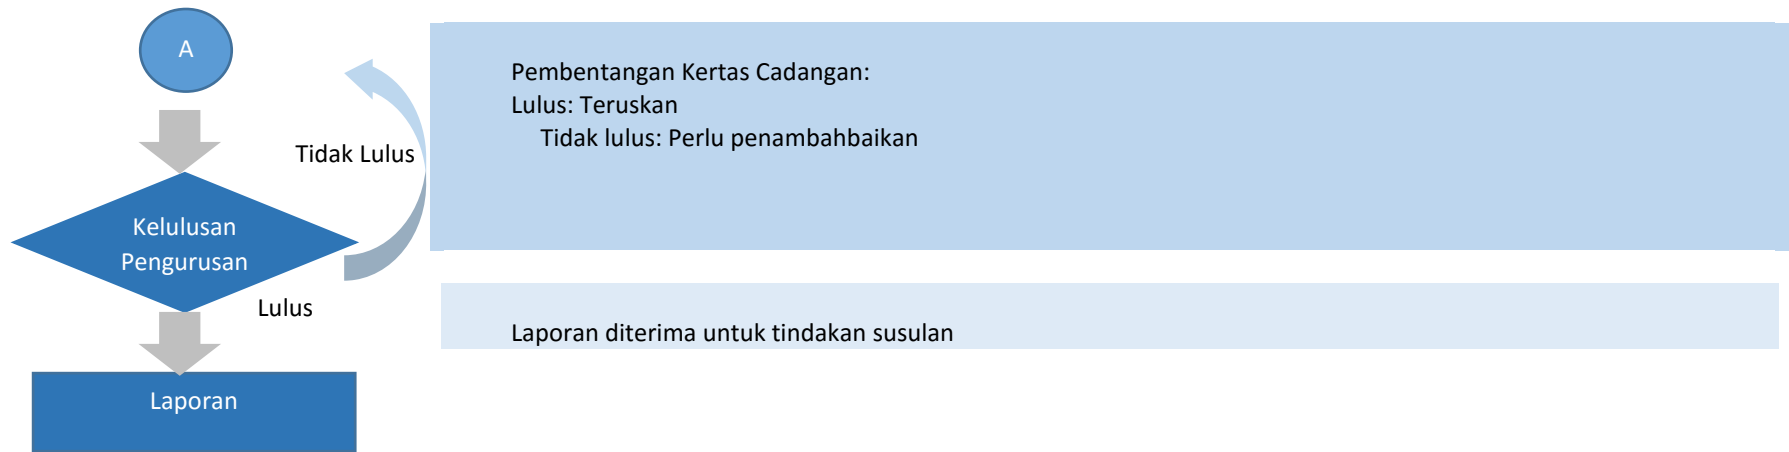 A
Pembentangan Kertas Cadangan:
Lulus: Teruskan
Tidak lulus: Perlu penambahbaikan
Tidak Lulus
Kelulusan
Pengurusan
Lulus
Laporan diterima untuk tindakan susulan
Laporan